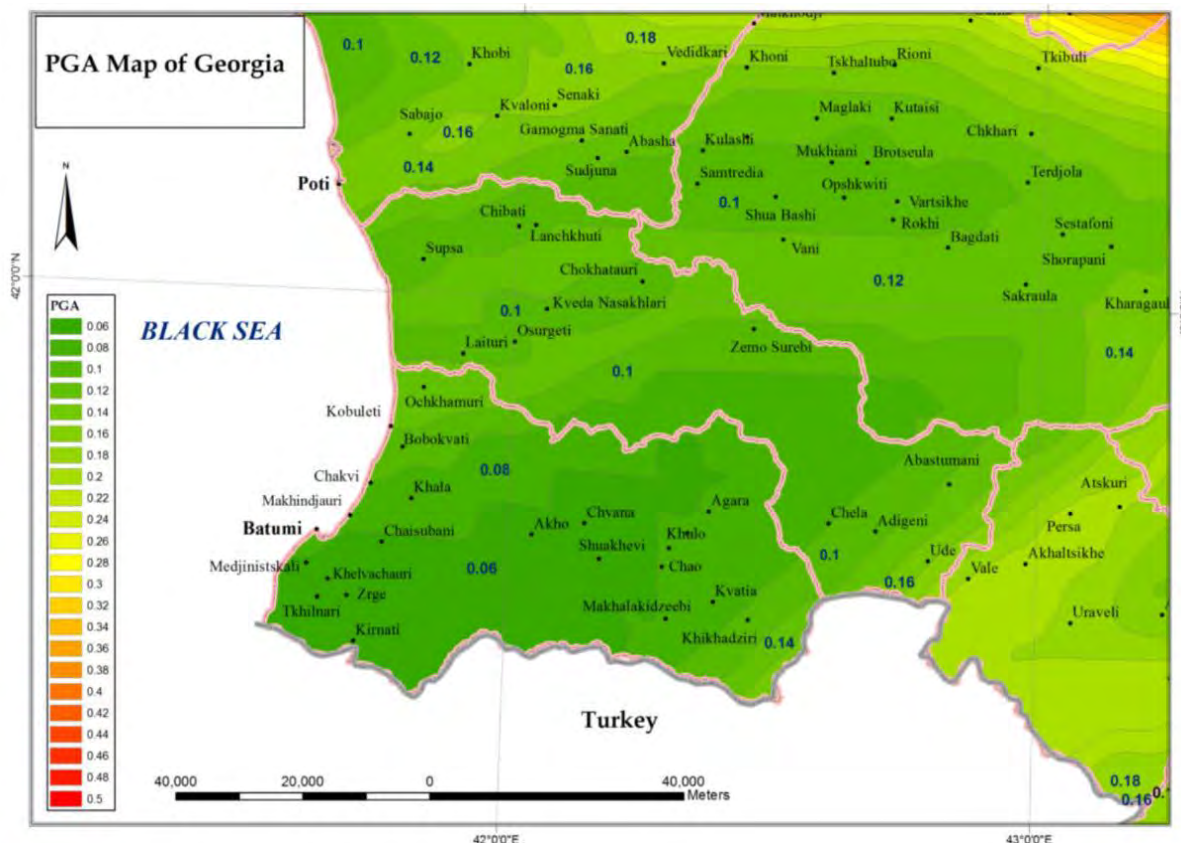 PGA Map of Georgia
0.1
0.12
Khobi
0.18
Vedidkari
0.16
Khoni
Tskhaltubo
Rioni
Tkibuli
Senaki
Kvaloni
Sabajo
0.16
Gamogma Sanati
Abasha
Sudjuna
0.14
Maglaki
Kutaisi
Chkhari
Kulashi
Mukhiani
Brotseula
Samtredia
Opshkwiti
Terdjola
0.1
Shua Bashi
Vartsikhe
Rokhi
Vani
Bagdati
Sestafoni
Shorapani
Poti
N
Chibati
Lanchkhuti
Supsa
Chokhatauri
0.12
Sakraula
Kharagaul
42°0'0"N
PGA
0.06
0.08
0.1
0.12
0.14
0.16
0.18
0.2
0.22
0.24
0.26
0.28
0.3
0.32
0.34
0.36
0.38
0.4
0.42
0.44
0.46
0.48
0.5
BLACK SEA
0.1
Kveda Nasakhlari
Osurgeti
Laituri
Zemo Surebi
0.14
0.1
Ochkhamuri
Kobuleti
Bobokvati
0.08
Chakvi
Khala
Makhindjauri
Batumi
Chaisubani
Akho
Chvana
Agara
Khulo
Shuakhevi
Chao
Medjinistskali
Khelvachauri
0.06
Zrge
Tkhilnari
Kirnati
Makhalakidzeebi
Kvatia
Khikhadziri
0.14
Abastumani
Chela
Adigeni
0.1
Ude
0.16
Vale
Atskuri
Persa
Akhaltsikhe
Uraveli
Turkey
0.18
0.16
40,000
20,000
0
40,000
Meters
42°0'0"E
43°0'0"E